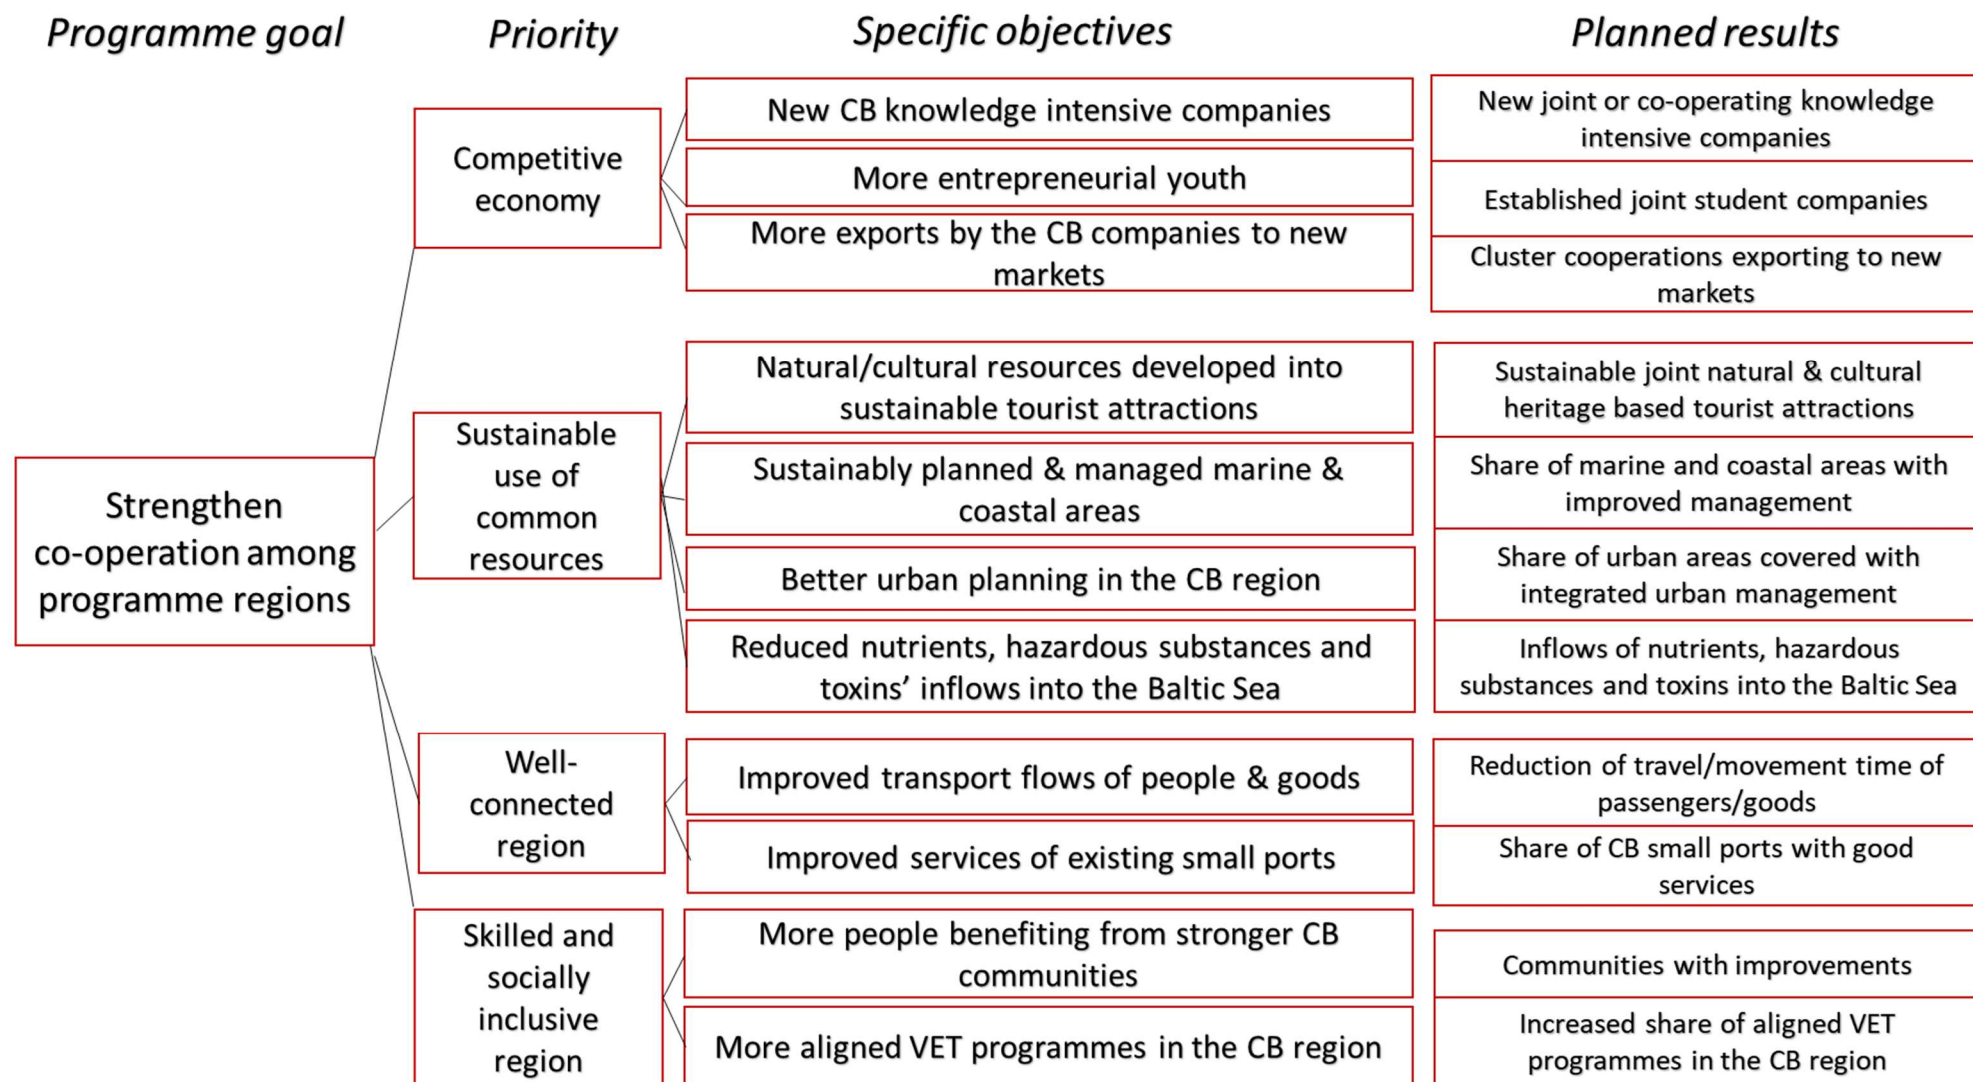 Programme goal
Priority
Specific objectives
Planned results
Strengthen
co-operation among
programme regions
Competitive
economy
New CB knowledge intensive companies
More entrepreneurial youth
More exports by the CB companies to new
markets
New joint or co-operating knowledge
intensive companies
Established joint student companies
Cluster cooperations exporting to new
markets
Sustainable
use of
common
resources
Natural/cultural resources developed into
sustainable tourist attractions
Sustainably planned & managed marine &
coastal areas
Better urban planning in the CB region
Reduced nutrients, hazardous substances and
toxins’ inflows into the Baltic Sea
Sustainable joint natural & cultural
heritage based tourist attractions
Share of marine and coastal areas with
improved management
Share of urban areas covered with
integrated urban management
Inflows of nutrients, hazardous
substances and toxins into the Baltic Sea
Well-
connected
region
Improved transport flows of people & goods
Improved services of existing small ports
Reduction of travel/movement time of
passengers/goods
Share of CB small ports with good
services
Skilled and
socially
inclusive
region
More people benefiting from stronger CB
communities
More aligned VET programmes in the CB region
Communities with improvements
Increased share of aligned VET
programmes in the CB region